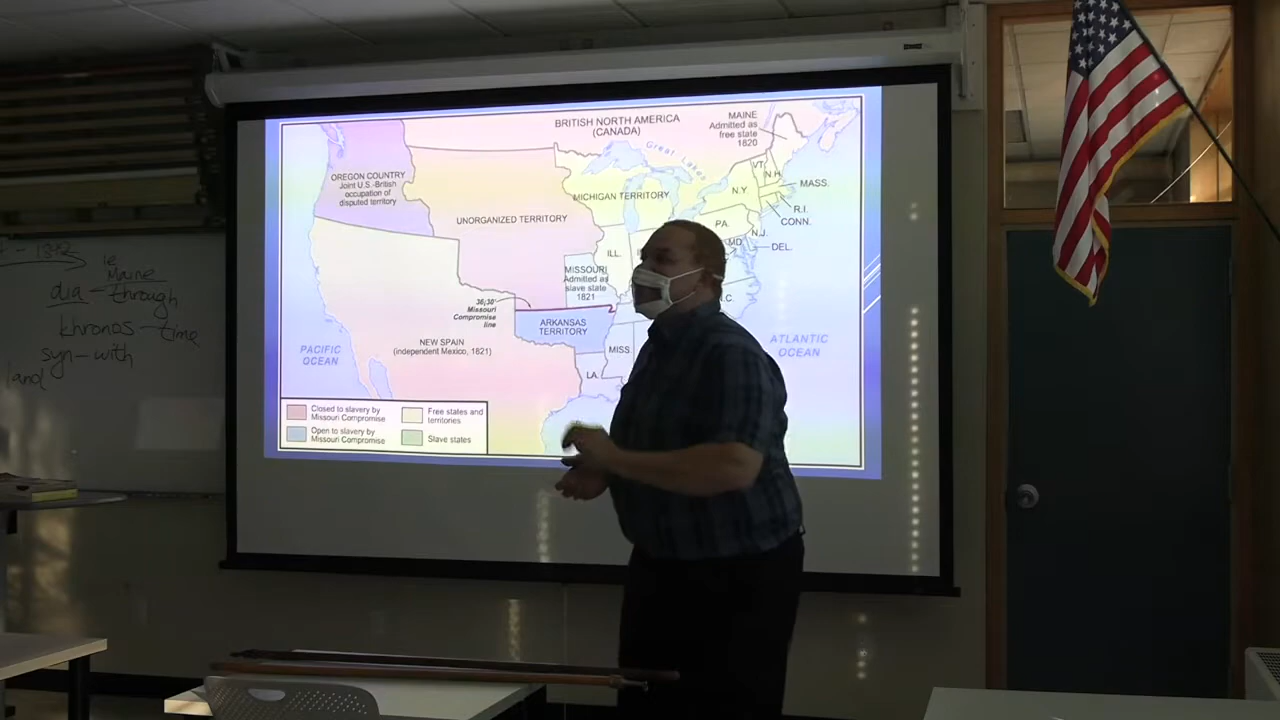 - 1892
ie
Maine
dia - through
khronos - time
syn - with
BRITISH NORTH AMERICA
(CANADA)
MAINE
Admitted as
free state
1820
Great Lakes
OREGON COUNTRY
Joint U.S.-British
occupation of
disputed territory
UNORGANIZED TERRITORY
MICHIGAN TERRITORY
VT.
N.H.
N.Y.
MASS.
R.I.
CONN.
PA.
N.J.
MD.
DEL.
ILL.
MISSOURI
Admitted as
slave state
1821
36°30'
Missouri
Compromise
line
ARKANSAS
TERRITORY
N.C.
NEW SPAIN
(independent Mexico, 1821)
MISS.
LA.
PACIFIC
OCEAN
ATLANTIC
OCEAN
Closed to slavery by
Missouri Compromise
Free states and
territories
Open to slavery by
Missouri Compromise
Slave states